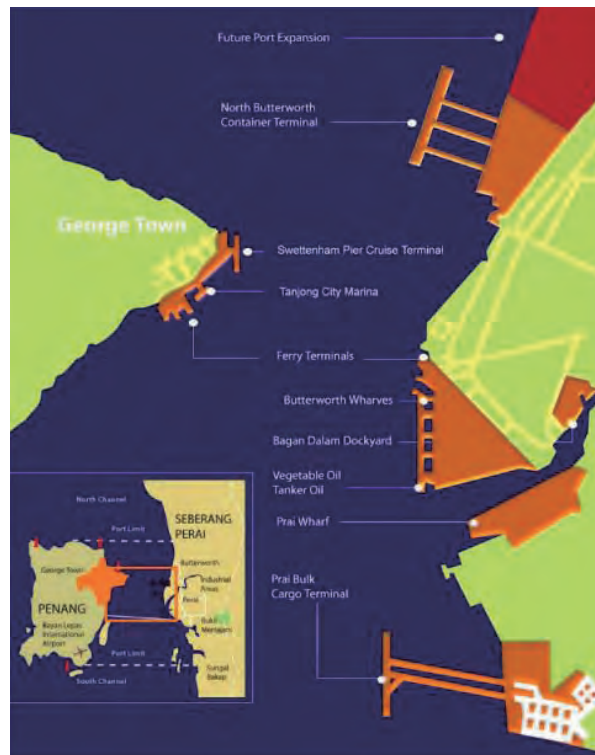 Future Port Expansion
North Butterworth
Container Terminal
George Town
Swettenham Pier Cruise Terminal
Tanjong City Marina
Ferry Terminals
Butterworth Wharves
Bagan Dalam Dockyard
Vegetable Oil
Tanker Oil
Prai Wharf
Prai Bulk
Cargo Terminal
North Channel
Port Limit
SEBERANG
PERAI
George Town
Butterworth
Industrial
Areas
PENANG
Bayan Lepas
International
Airport
Bukit
Mertajam
Port Limit
South Channel
Sungai
Bakap